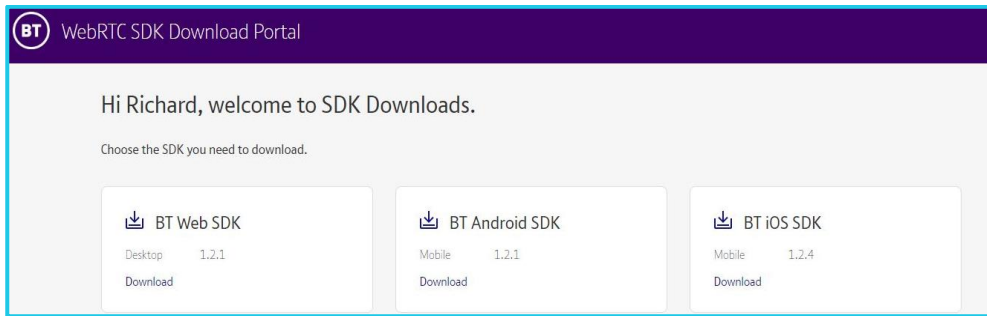 BT WebRTC SDK Download Portal
Hi Richard, welcome to SDK Downloads.
Choose the SDK you need to download.
BT Web SDK
Desktop 1.2.1
Download
BT Android SDK
Mobile 1.2.1
Download
BT iOS SDK
Mobile 1.2.4
Download